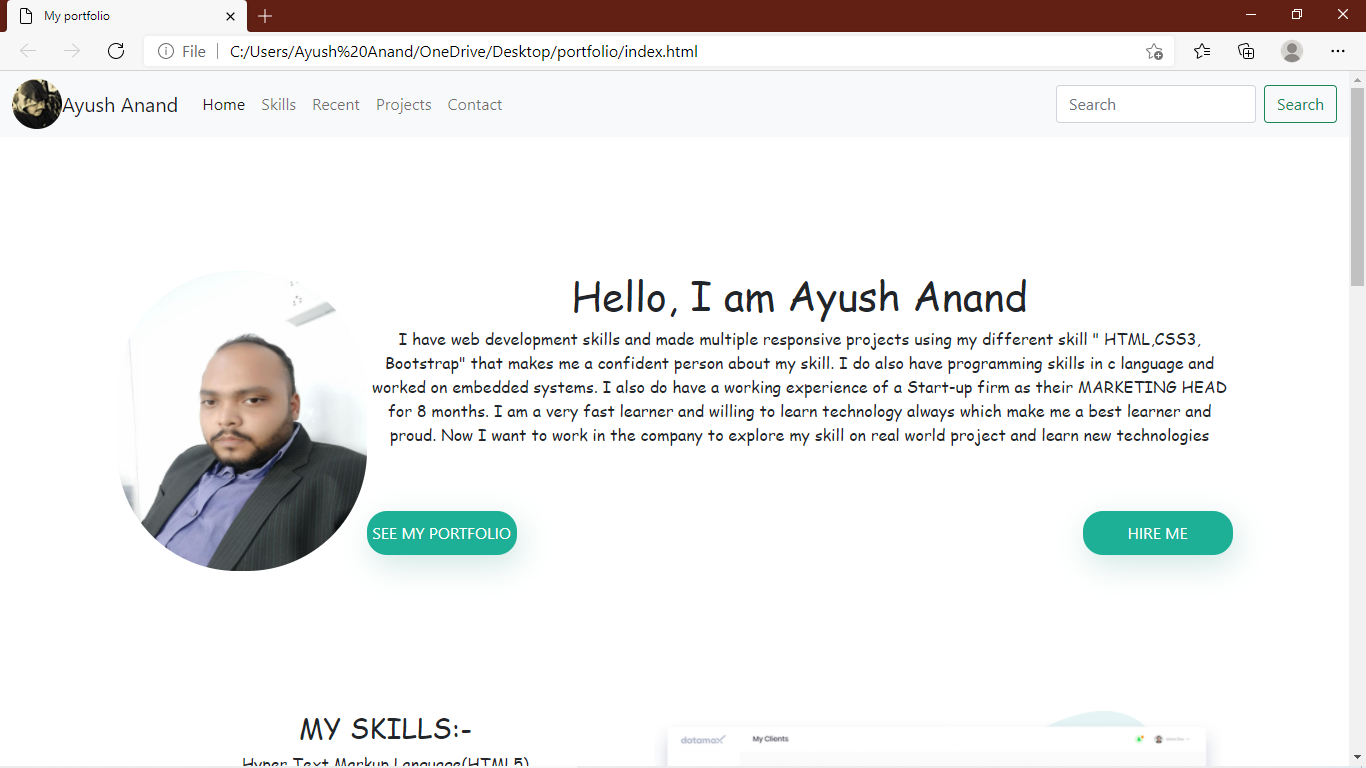 My portfolio
File
C:/Users/Ayush%20Anand/OneDrive/Desktop/portfolio/index.html
Ayush Anand
Home Skills Recent Projects Contact
Search
Search
Hello, I am Ayush Anand
I have web development skills and made multiple responsive projects using my different skill " HTML,CSS3,
Bootstrap" that makes me a confident person about my skill. I do also have programming skills in c language and
worked on embedded systems. I also do have a working experience of a Start-up firm as their MARKETING HEAD
for 8 months. I am a very fast learner and willing to learn technology always which make me a best learner and
proud. Now I want to work in the company to explore my skill on real world project and learn new technologies
SEE MY PORTFOLIO
HIRE ME
MY SKILLS:-
Hyper Text Markup Language(HTML5)
datamax
My Clients